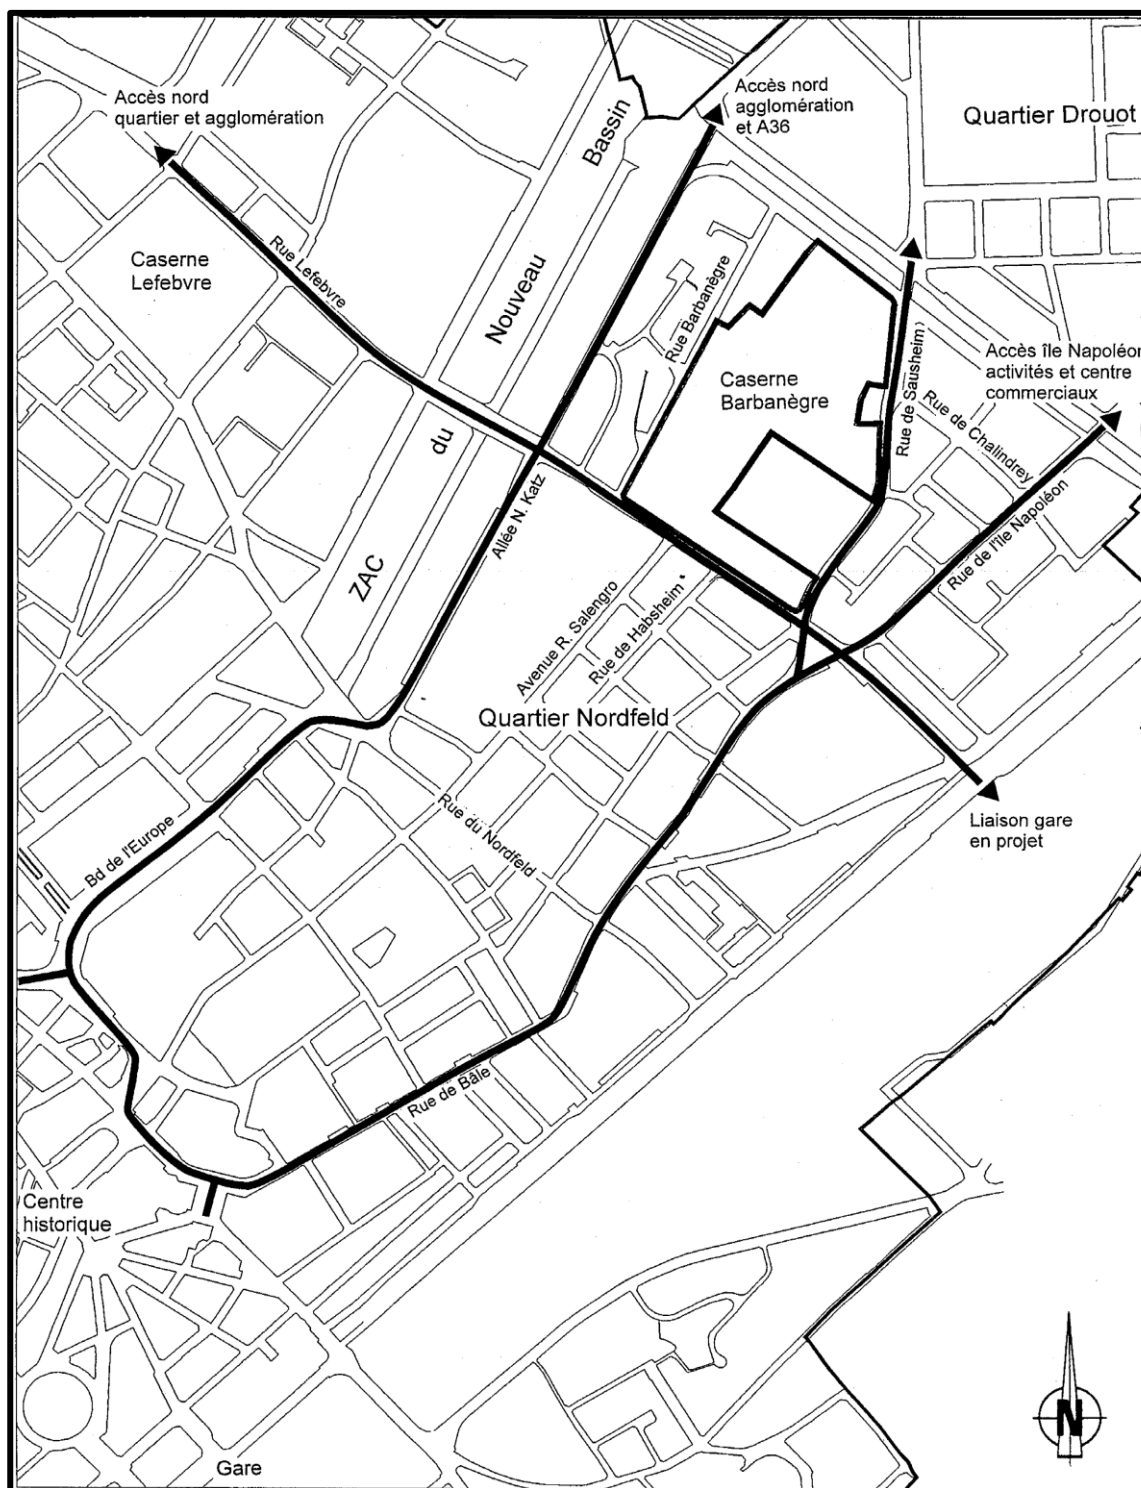 Accès nord
quartier et agglomération
Accès nord
agglomération
et A36
Quartier Drouot
Bassin
Caserne
Lefebvre
Rue Lefebvre
Nouveau
Rue Barbanègre
Caserne
Barbanègre
Rue de Sausheim
Accès île Napoléon
activités et centre
commerciaux
Rue de Chalindrey
du
Allée N. Katz
Rue de l'île Napoléon
ZAC
Avenue R. Salengro
Rue de Habsheim
Quartier Nordfeld
Rue du Nordfeld
Bd de l'Europe
Liaison gare
en projet
Rue de Bâle
Centre
historique
Gare
N